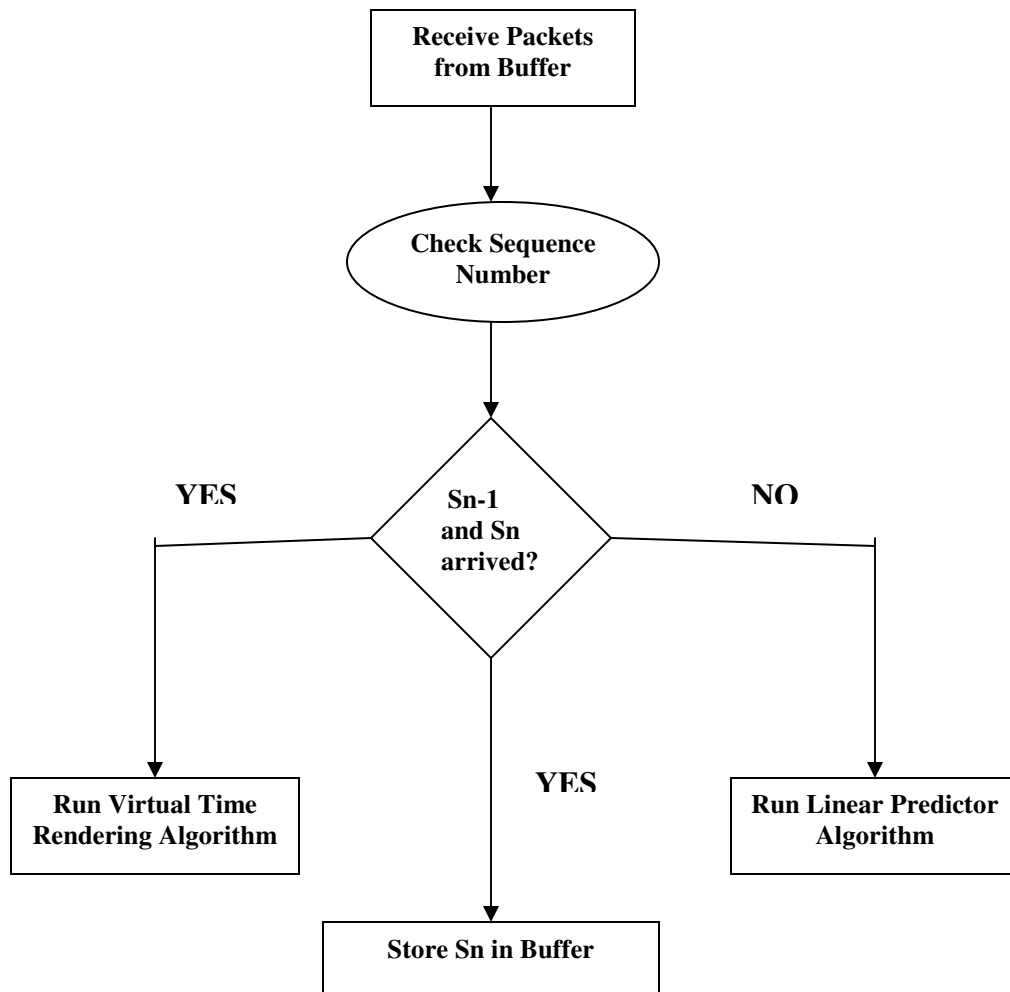 Receive Packets
from Buffer
Check Sequence
Number
YES
NO
Sn-1
and Sn
arrived?
YES
Run Virtual Time
Rendering Algorithm
Run Linear Predictor
Algorithm
Store Sn in Buffer